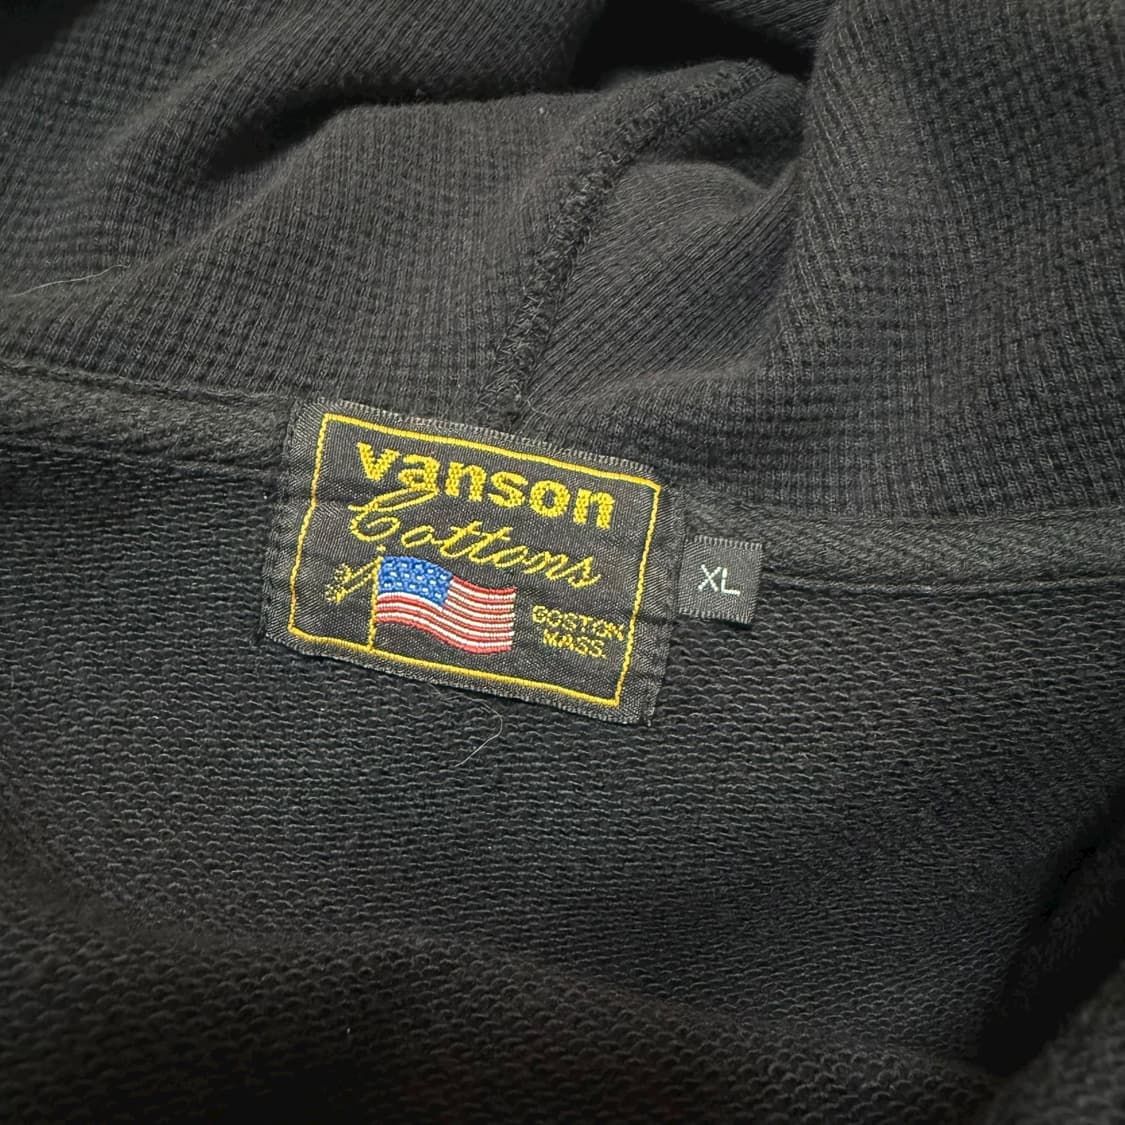 vanson
Cottons
BOSTON
MASS.
XL